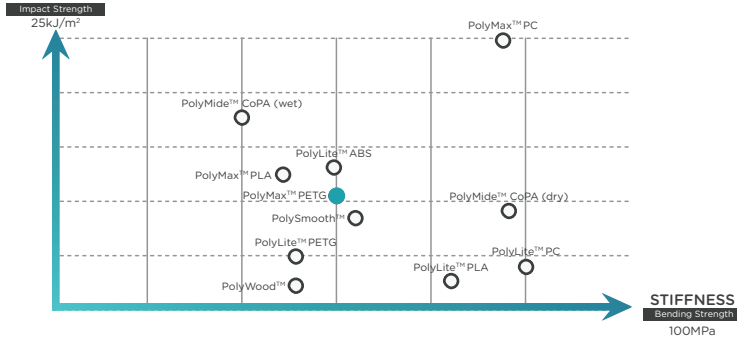 Impact Strength
25kJ/m²
PolyMax™ PC
PolyMide™ CoPA (wet)
PolyLite™ ABS
PolyMax™ PLA
PolyMax™ PETG
PolyMide™ CoPA (dry)
PolySmooth™
PolyLite™ PETG
PolyLite™ PC
PolyLite™ PLA
PolyWood™
STIFFNESS
Bending Strength
100MPa